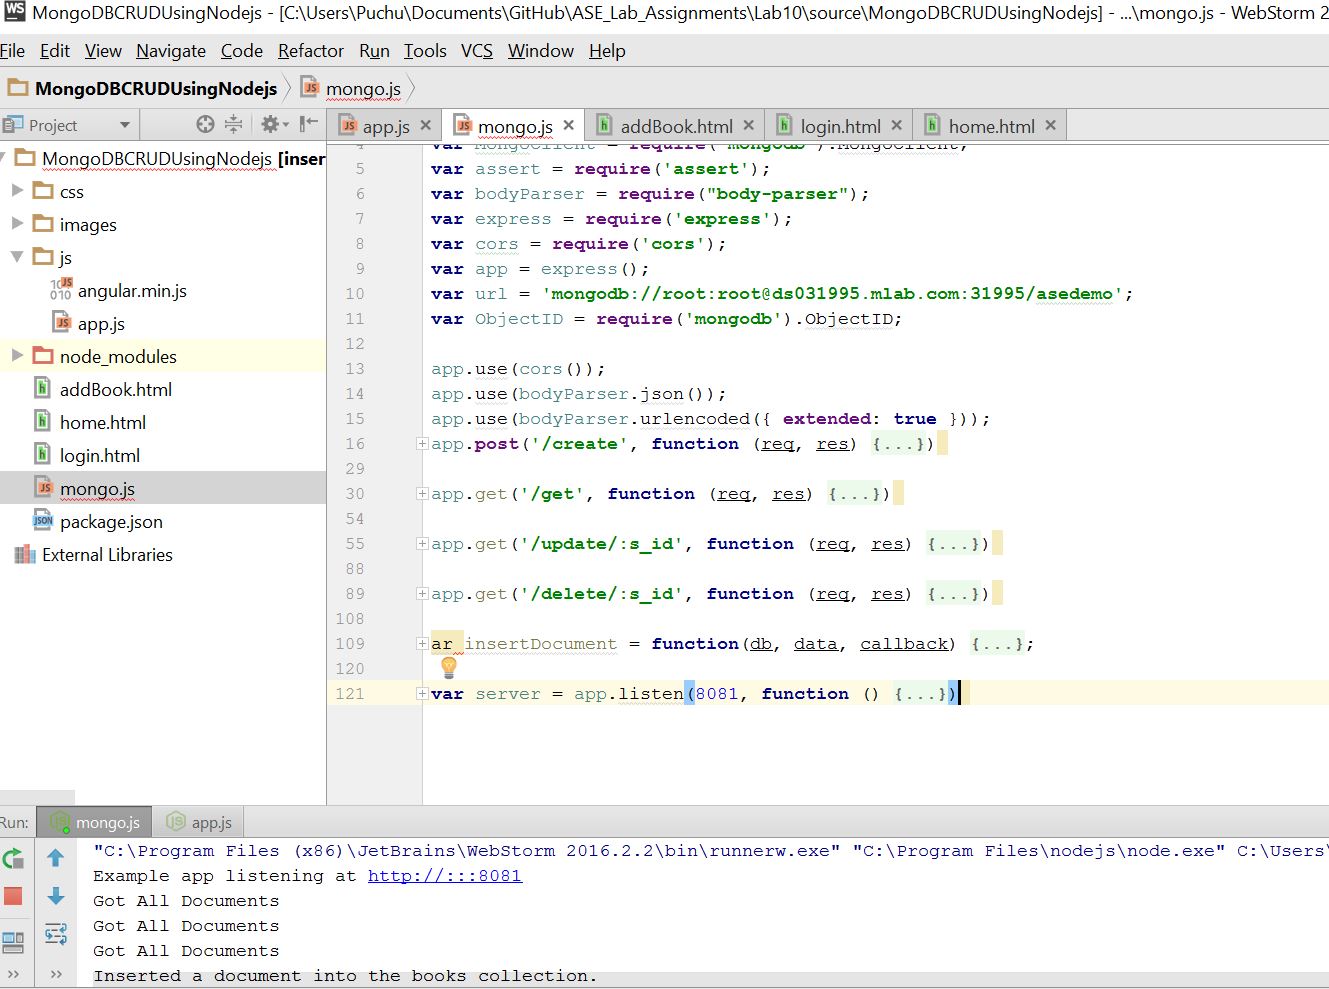 WS MongoDBCRUDUsingNodejs - [C:\Users\Puchu\Documents\GitHub\ASE_Lab_Assignments\Lab10\source\MongoDBCRUDUsingNodejs] - ...\mongo.js - WebStorm 2
File Edit View Navigate Code Refactor Run Tools VCS Window Help
MongoDBCRUDUsingNodejs mongo.js
Project
app.js mongo.js addBook.html login.html home.html
MongoDBCRUDUsingNodejs [inser
css
images
js
angular.min.js
app.js
node_modules
addBook.html
home.html
login.html
mongo.js
package.json
External Libraries
4 var MongoClient = require('mongodb').MongoClient;
5 var assert = require('assert');
6 var bodyParser = require("body-parser");
7 var express = require('express');
8 var cors = require('cors');
9 var app = express();
10 var url = 'mongodb://root:root@ds031995.mlab.com:31995/asedemo';
11 var ObjectID = require('mongodb').ObjectID;
12
13 app.use(cors());
14 app.use(bodyParser.json());
15 app.use(bodyParser.urlencoded({ extended: true }));
16 app.post('/create', function (req, res) {...})
29
30 app.get('/get', function (req, res) {...})
54
55 app.get('/update/:s_id', function (req, res) {...})
88
89 app.get('/delete/:s_id', function (req, res) {...})
108
109 ar insertDocument = function(db, data, callback) {...};
120
121 var server = app.listen(8081, function () {...})
Run: mongo.js app.js
"C:\Program Files (x86)\JetBrains\WebStorm 2016.2.2\bin\runnerw.exe" "C:\Program Files\nodejs\node.exe" C:\Users\
Example app listening at http://:::8081
Got All Documents
Got All Documents
Got All Documents
Inserted a document into the books collection.